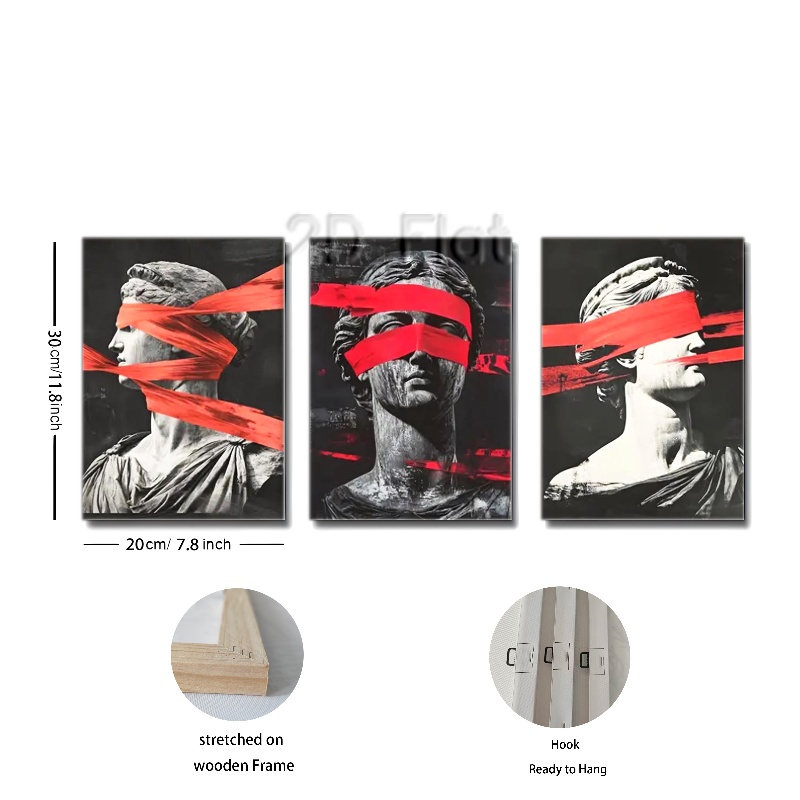 2D Flat
30cm/11.8inch
20cm/ 7.8 inch
stretched on
wooden Frame
Hook
Ready to Hang